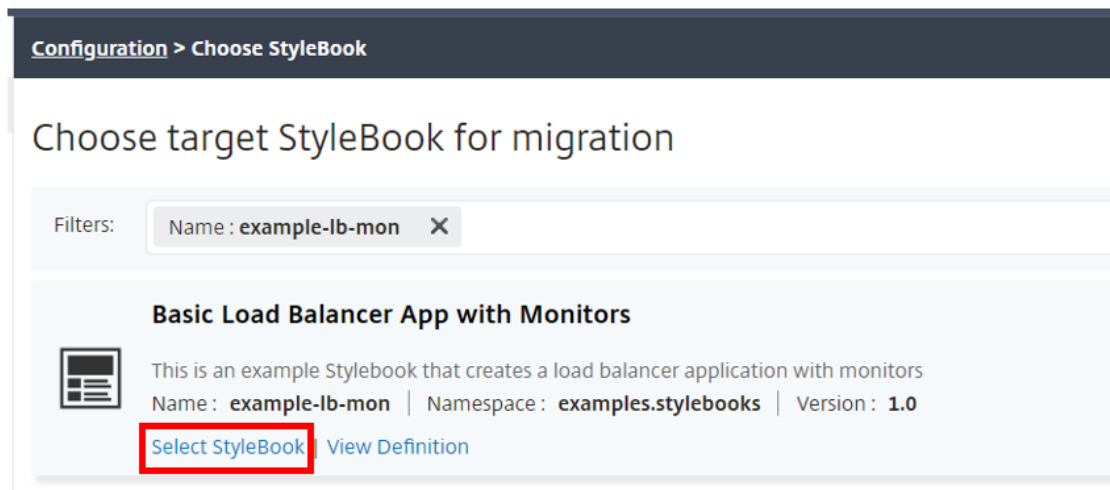 Configuration > Choose StyleBook
Choose target StyleBook for migration
Filters: Name : example-lb-mon ✕
Basic Load Balancer App with Monitors
This is an example Stylebook that creates a load balancer application with monitors
Name : example-lb-mon | Namespace : examples.stylebooks | Version : 1.0
Select StyleBook | View Definition